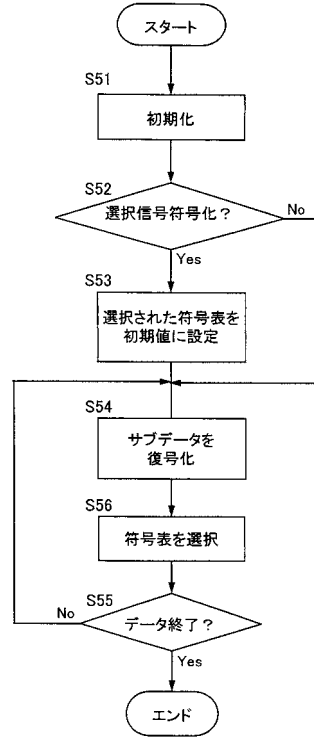 スタート
S51
初期化
S52
選択信号符号化？
No
Yes
S53
選択された符号表を
初期値に設定
S54
サブデータを
復号化
S56
符号表を選択
S55
データ終了？
No
Yes
エンド